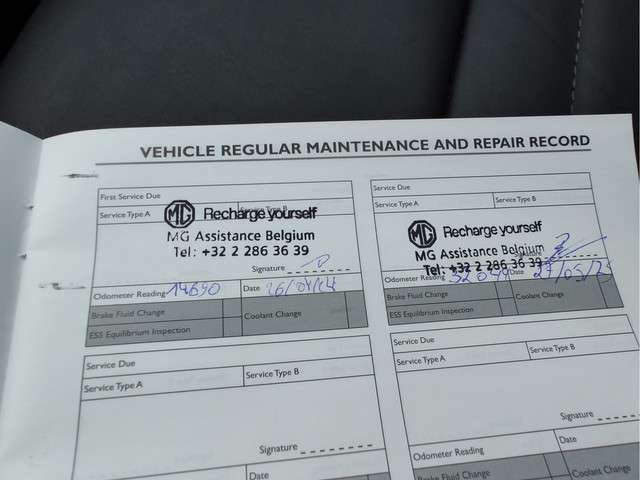 VEHICLE REGULAR MAINTENANCE AND REPAIR RECORD
First Service Due
Service Type A Service Type B
MG Recharge yourself
MG Assistance Belgium
Tel: +32 2 286 36 39
Signature
Odometer Reading 14690 Date 26/04/24
Brake Fluid Change Coolant Change
ESS Equilibrium Inspection
Service Due
Service Type A Service Type B
MG Recharge yourself
MG Assistance Belgium
Tel: +32 2 286 36 39
Odometer Reading Date 27/05/25
Brake Fluid Change Coolant Change
ESS Equilibrium Inspection
Service Due
Service Type A Service Type B
Signature
Date
Service Due
Service Type A Service Type B
Signature
Odometer Reading Date
Brake Fluid Change Coolant Change